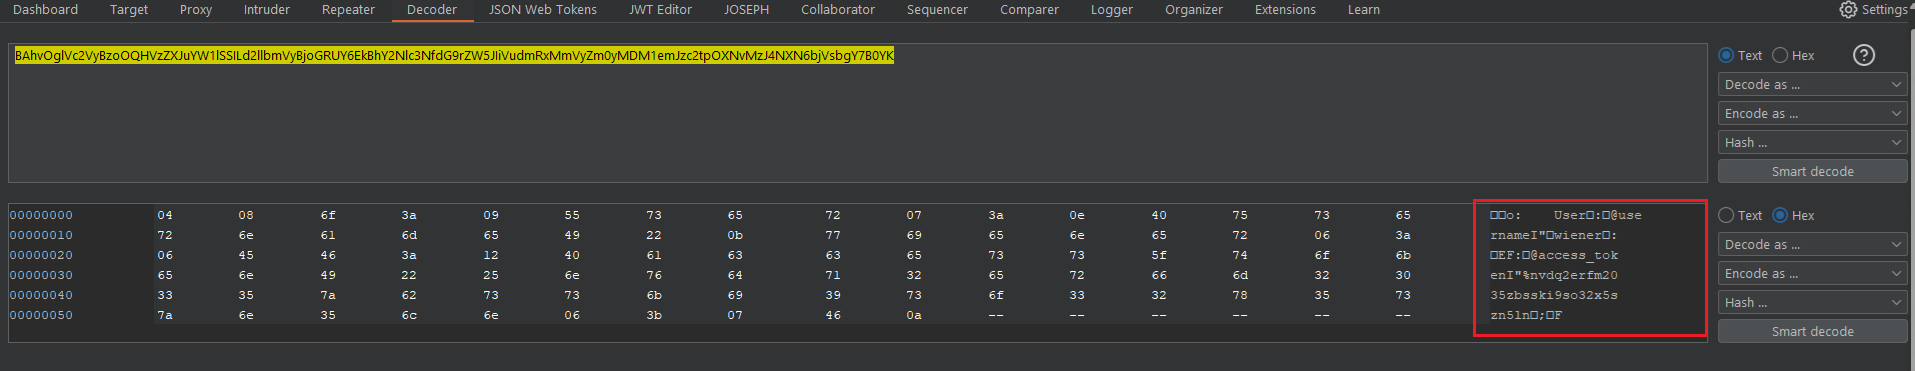 Dashboard Target Proxy Intruder Repeater Decoder JSON Web Tokens JWT Editor JOSEPH Collaborator Sequencer Comparer Logger Organizer Extensions Learn Settings
BAhvOglVc2VyBzoOQHVzZXJuYW1lSSILd2llbmVyBjoGRUY6EkBhY2Nlc3NfdG9rZW5JIiVudmRxMmVyZm0yMDM1emJzc2tpOXNvMzJ4NXN6bjVsbgY7B0YK
Text Hex ?
Decode as ...
Encode as ...
Hash ...
Smart decode
00000000 04 08 6f 3a 09 55 73 65 72 07 3a 0e 40 75 73 65 □□o: User□:□@use
00000010 72 6e 61 6d 65 49 22 0b 77 69 65 6e 65 72 06 3a rnameI"□wiener□:
00000020 06 45 46 3a 12 40 61 63 63 65 73 73 5f 74 6f 6b □EF:□@access_tok
00000030 65 6e 49 22 25 6e 76 64 71 32 65 72 66 6d 32 30 enI"%nvdq2erfm20
00000040 33 35 7a 62 73 73 6b 69 39 73 6f 33 32 78 35 73 35zbsski9so32x5s
00000050 7a 6e 35 6c 6e 06 3b 07 46 0a -- -- -- -- -- -- zn5ln□;□F
Text Hex
Decode as ...
Encode as ...
Hash ...
Smart decode